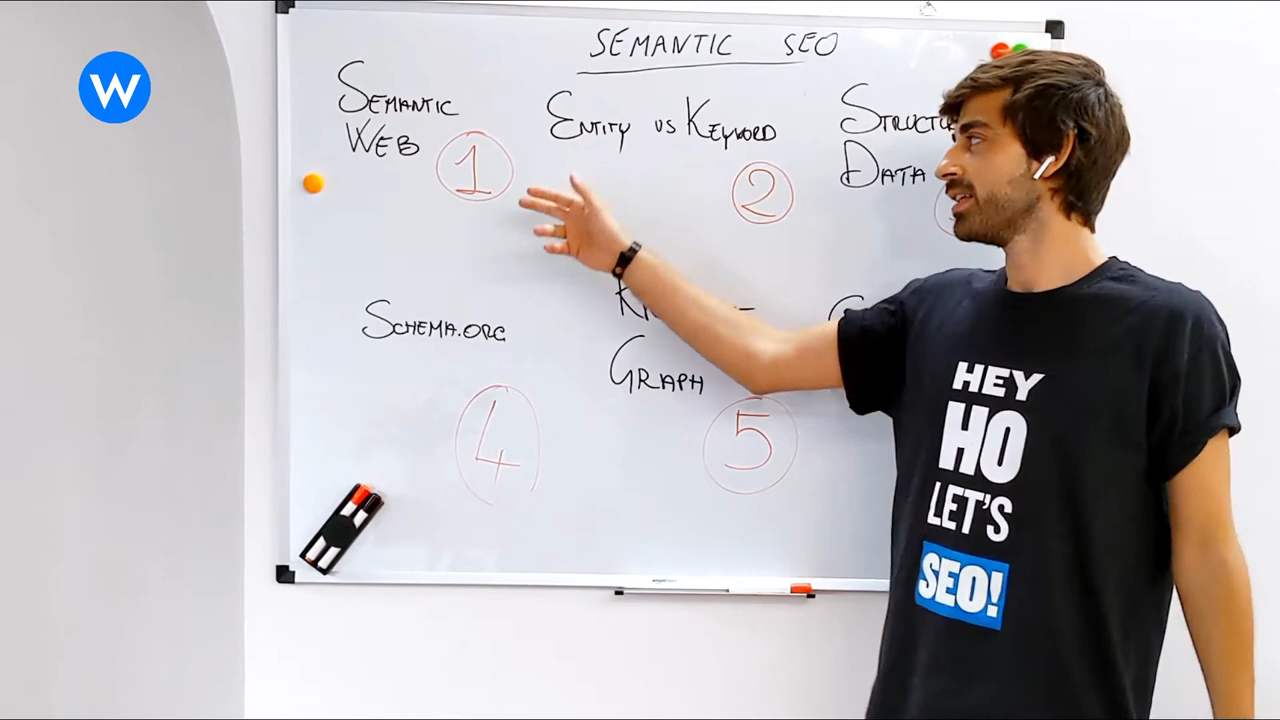 W
SEMANTIC SEO
SEMANTIC
WEB
1
ENTITY VS KEYWORD
2
DATA
SCHEMA.ORG
4
GRAPH
5
HEY
HO
LET'S
SEO!